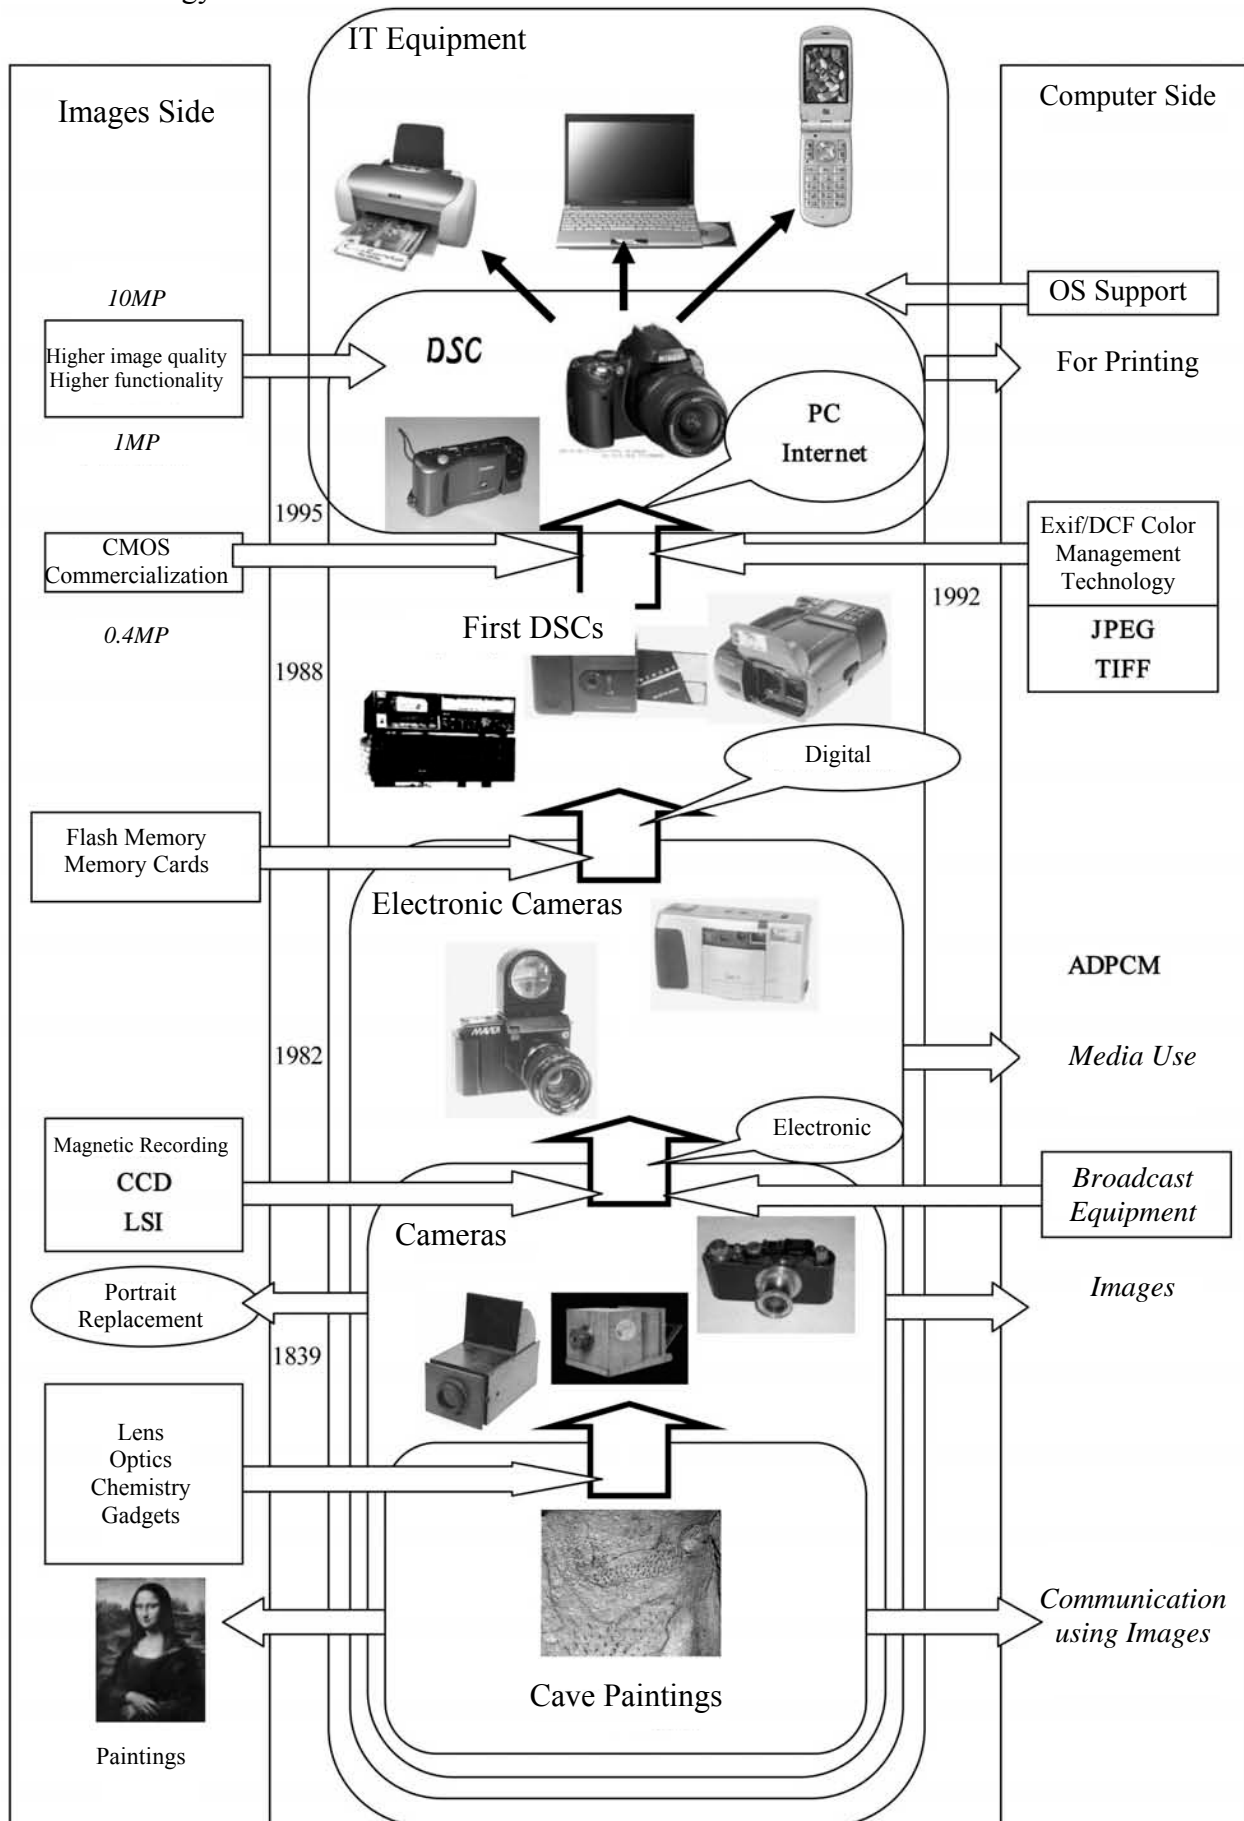 IT Equipment
Images Side
Computer Side
10MP
OS Support
Higher image quality
Higher functionality
DSC
For Printing
1MP
PC
Internet
1995
CMOS
Commercialization
Exif/DCF Color
Management
Technology
1992
0.4MP
First DSCs
JPEG
TIFF
1988
Digital
Flash Memory
Memory Cards
Electronic Cameras
ADPCM
MAVICA
1982
Media Use
Electronic
Magnetic Recording
CCD
LSI
Broadcast
Equipment
Cameras
Portrait
Replacement
Images
1839
Lens
Optics
Chemistry
Gadgets
Communication
using Images
Cave Paintings
Paintings